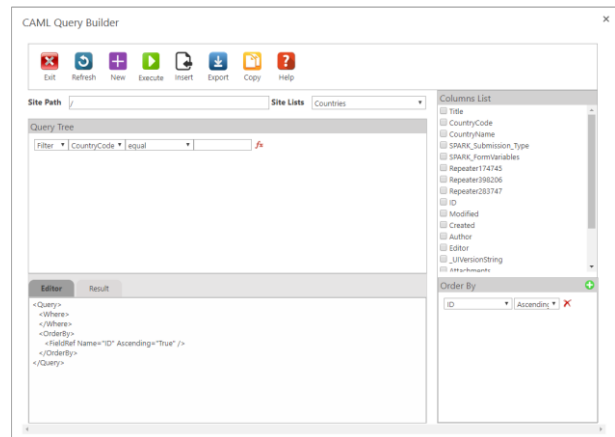 CAML Query Builder
Exit Refresh New Execute Insert Export Copy Help
Site Path / Site Lists Countries
Query Tree
Filter CountryCode equal fx
Columns List
Title
CountryCode
CountryName
SPARK_Submission_Type
SPARK_FormVariables
Repeater174745
Repeater398206
Repeater283747
ID
Modified
Created
Author
Editor
_UIVersionString
Attachments
Editor Result
<Query>
<Where>
</Where>
<OrderBy>
<FieldRef Name="ID" Ascending="True" />
</OrderBy>
</Query>
Order By
ID Ascending